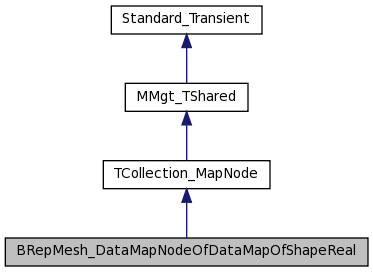 Standard_Transient
MMgt_TShared
TCollection_MapNode
BRepMesh_DataMapNodeOfDataMapOfShapeReal